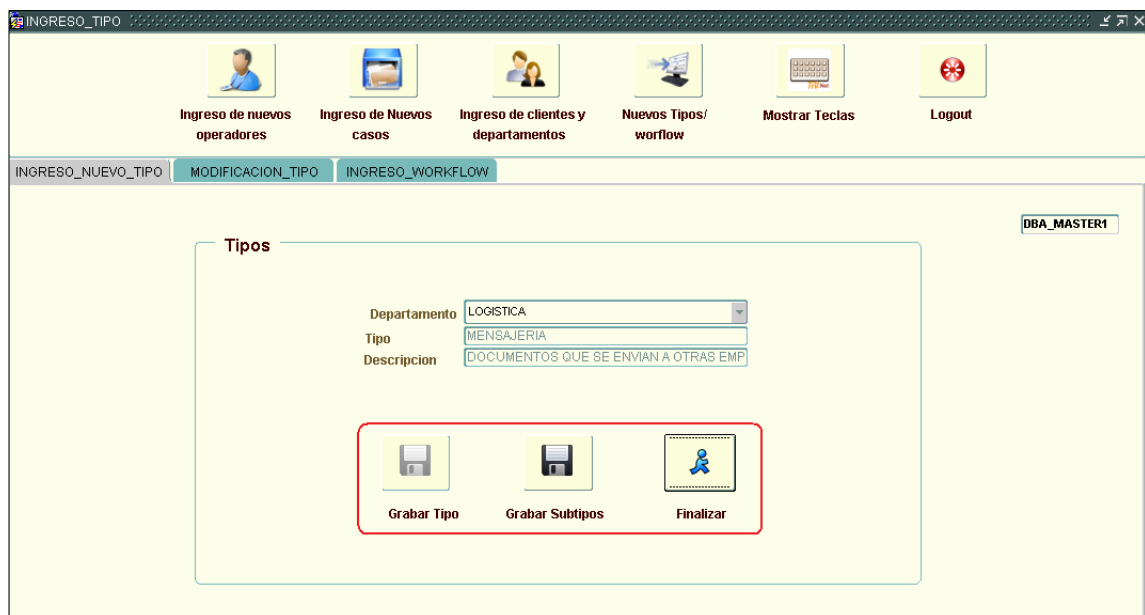 INGRESO_TIPO
Ingreso de nuevos operadores
Ingreso de Nuevos casos
Ingreso de clientes y departamentos
Nuevos Tipos/ worflow
Mostrar Teclas
Logout
INGRESO_NUEVO_TIPO
MODIFICACION_TIPO
INGRESO_WORKFLOW
DBA_MASTER1
Tipos
Departamento LOGISTICA
Tipo MENSAJERIA
Descripcion DOCUMENTOS QUE SE ENVIAN A OTRAS EMP
Grabar Tipo
Grabar Subtipos
Finalizar